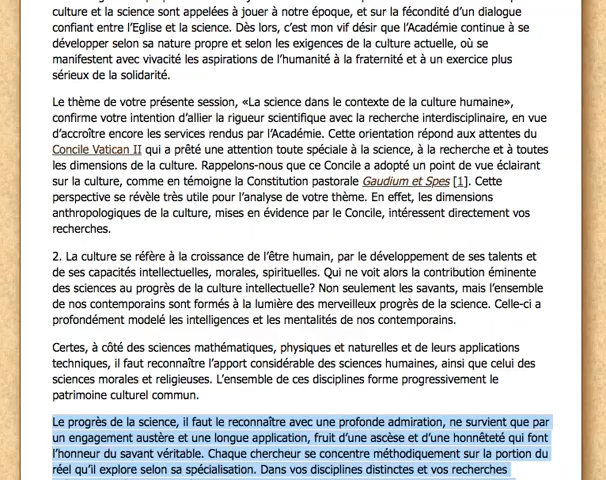 culture et la science sont appelées à jouer à notre époque, et sur la fécondité d'un dialogue
confiant entre l'Eglise et la science. Dès lors, c'est mon vif désir que l'Académie continue à se
développer selon sa nature propre et selon les exigences de la culture actuelle, où se
manifestent avec vivacité les aspirations de l'humanité à la fraternité et à un exercice plus
sérieux de la solidarité.
Le thème de votre présente session, «La science dans le contexte de la culture humaine»,
confirme votre intention d'allier la rigueur scientifique avec la recherche interdisciplinaire, en vue
d'accroître encore les services rendus par l'Académie. Cette orientation répond aux attentes du
Concile Vatican II qui a prêté une attention toute spéciale à la science, à la recherche et à toutes
les dimensions de la culture. Rappelons-nous que ce Concile a adopté un point de vue éclairant
sur la culture, comme en témoigne la Constitution pastorale Gaudium et Spes [1]. Cette
perspective se révèle très utile pour l'analyse de votre thème. En effet, les dimensions
anthropologiques de la culture, mises en évidence par le Concile, intéressent directement vos
recherches.
2. La culture se réfère à la croissance de l'être humain, par le développement de ses talents et
de ses capacités intellectuelles, morales, spirituelles. Qui ne voit alors la contribution éminente
des sciences au progrès de la culture intellectuelle? Non seulement les savants, mais l'ensemble
de nos contemporains sont formés à la lumière des merveilleux progrès de la science. Celle-ci a
profondément modelé les intelligences et les mentalités de nos contemporains.
Certes, à côté des sciences mathématiques, physiques et naturelles et de leurs applications
techniques, il faut reconnaître l'apport considérable des sciences humaines, ainsi que celui des
sciences morales et religieuses. L'ensemble de ces disciplines forme progressivement le
patrimoine culturel commun.
Le progrès de la science, il faut le reconnaître avec une profonde admiration, ne survient que par
un engagement austère et une longue application, fruit d'une ascèse et d'une honnêteté qui font
l'honneur du savant véritable. Chaque chercheur se concentre méthodiquement sur la portion du
réel qu'il explore selon sa spécialisation. Dans vos disciplines distinctes et vos recherches